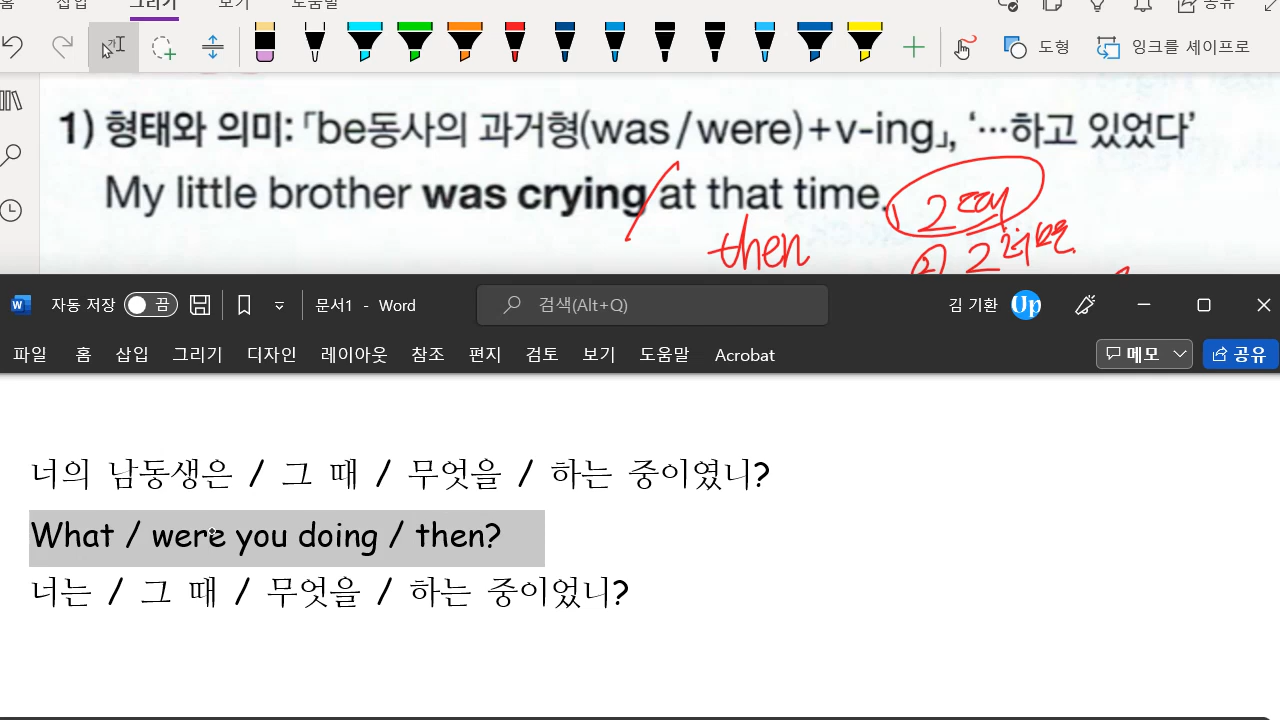 홈 삽입 그리기 보기 도움말 공유
도형 잉크를 셰이프로
1) 형태와 의미: 「be동사의 과거형(was/were)+v-ing」, ‘…하고 있었다’
My little brother was crying / at that time.
then
자동 저장 끔 문서1 - Word 검색(Alt+Q) 김 기환 Up
파일 홈 삽입 그리기 디자인 레이아웃 참조 편지 검토 보기 도움말 Acrobat 메모 공유
너의 남동생은 / 그 때 / 무엇을 / 하는 중이였니?
What / were you doing / then?
너는 / 그 때 / 무엇을 / 하는 중이었니?